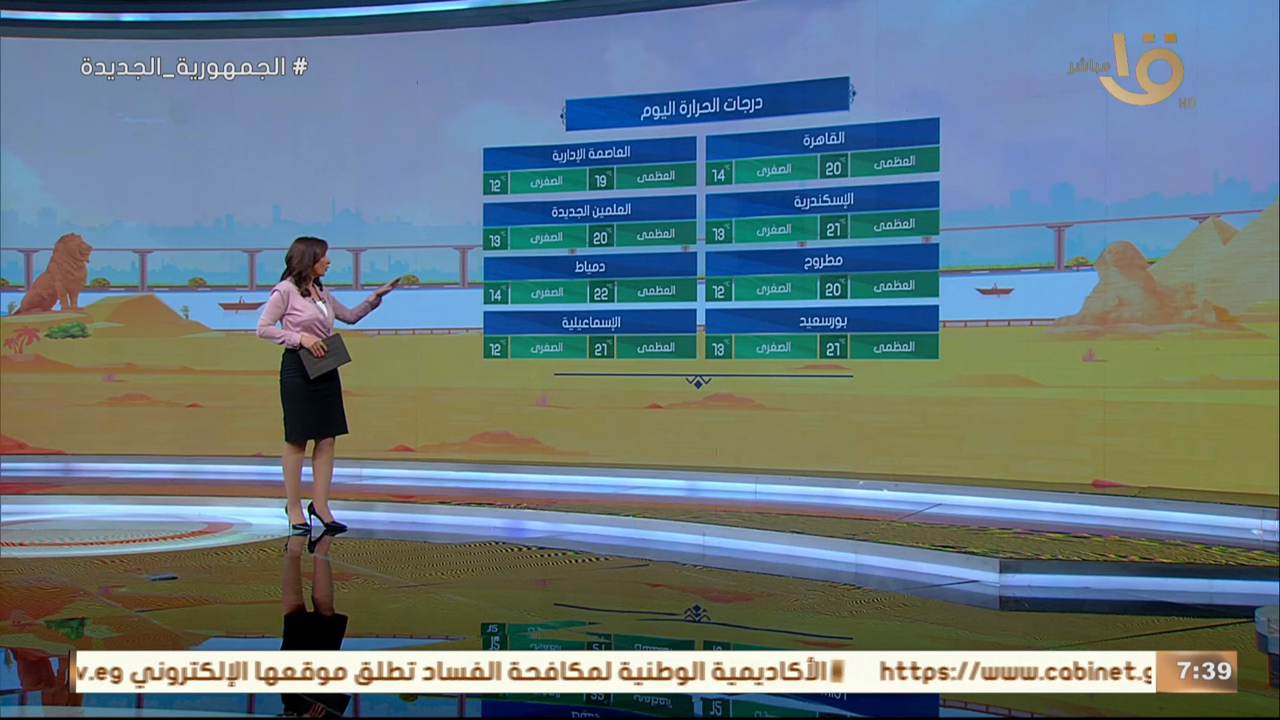 # الجمهورية_الجديدة
مباشر
HD
درجات الحرارة اليوم
القاهرة
العظمى 20 الصغرى 14
العاصمة الإدارية
العظمى 19 الصغرى 12
الإسكندرية
العظمى 21 الصغرى 13
العلمين الجديدة
العظمى 20 الصغرى 13
مطروح
العظمى 20 الصغرى 12
دمياط
العظمى 22 الصغرى 14
بورسعيد
العظمى 21 الصغرى 13
الإسماعيلية
العظمى 21 الصغرى 12
7:39
https://www.cabinet.g
الأكاديمية الوطنية لمكافحة الفساد تطلق موقعها الإلكتروني v.eg